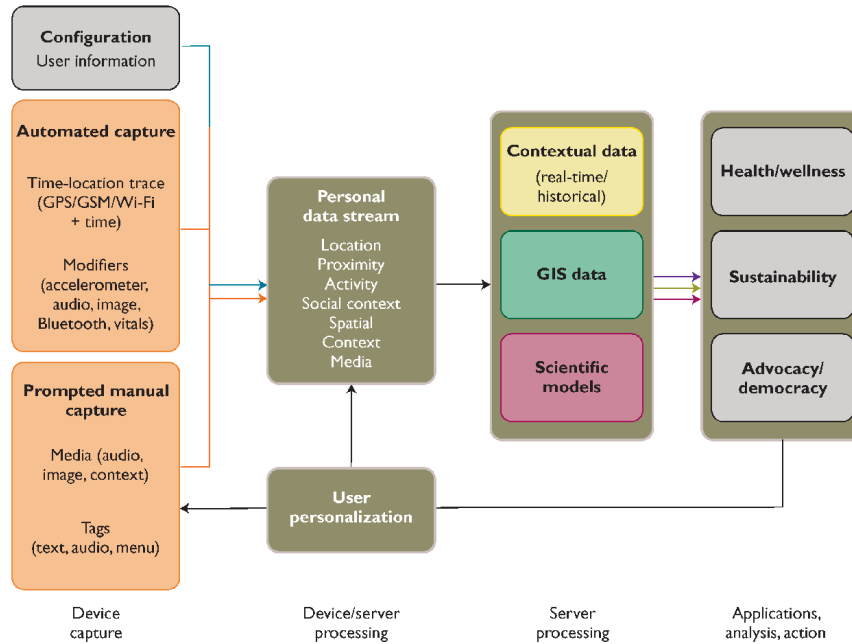 Configuration
User information
Automated capture
Time-location trace
(GPS/GSM/Wi-Fi
+ time)
Modifiers
(accelerometer,
audio, image,
Bluetooth, vitals)
Prompted manual
capture
Media (audio,
image, context)
Tags
(text, audio, menu)
Device
capture
Personal
data stream
Location
Proximity
Activity
Social context
Spatial
Context
Media
User
personalization
Device/server
processing
Contextual data
(real-time/
historical)
GIS data
Scientific
models
Server
processing
Health/wellness
Sustainability
Advocacy/
democracy
Applications,
analysis, action